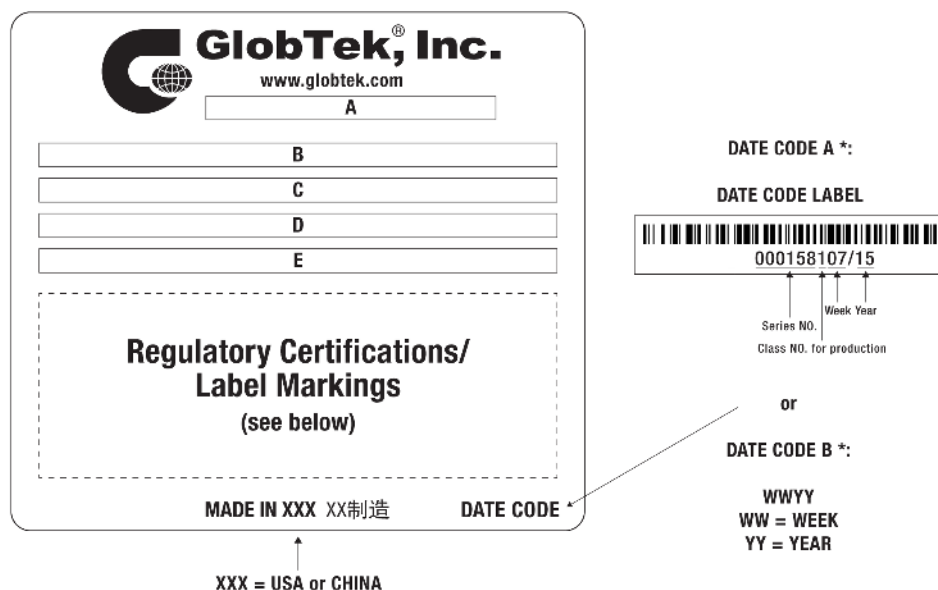 GlobTek,® Inc.
www.globtek.com
A
B
C
D
E
Regulatory Certifications/
Label Markings
(see below)
MADE IN XXX XX制造 DATE CODE
XXX = USA or CHINA
DATE CODE A *:
DATE CODE LABEL
000158107/15
Week Year
Series NO.
Class NO. for production
or
DATE CODE B *:
WWYY
WW = WEEK
YY = YEAR